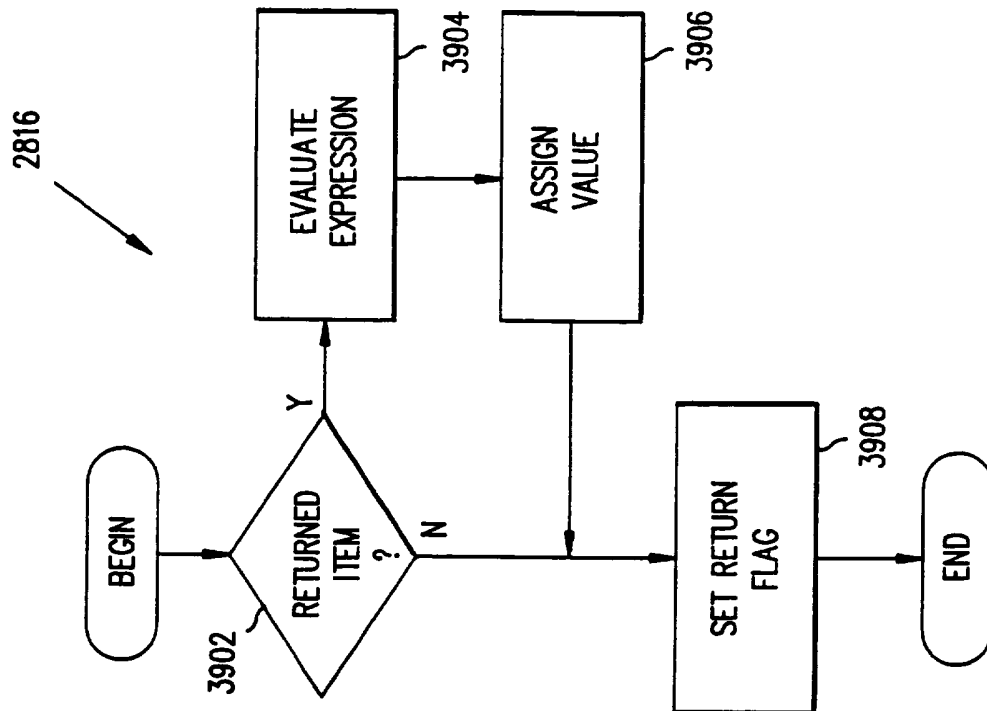 2816
BEGIN
3902
RETURNED
ITEM
?
Y
N
EVALUATE
EXPRESSION
3904
ASSIGN
VALUE
3906
SET RETURN
FLAG
3908
END